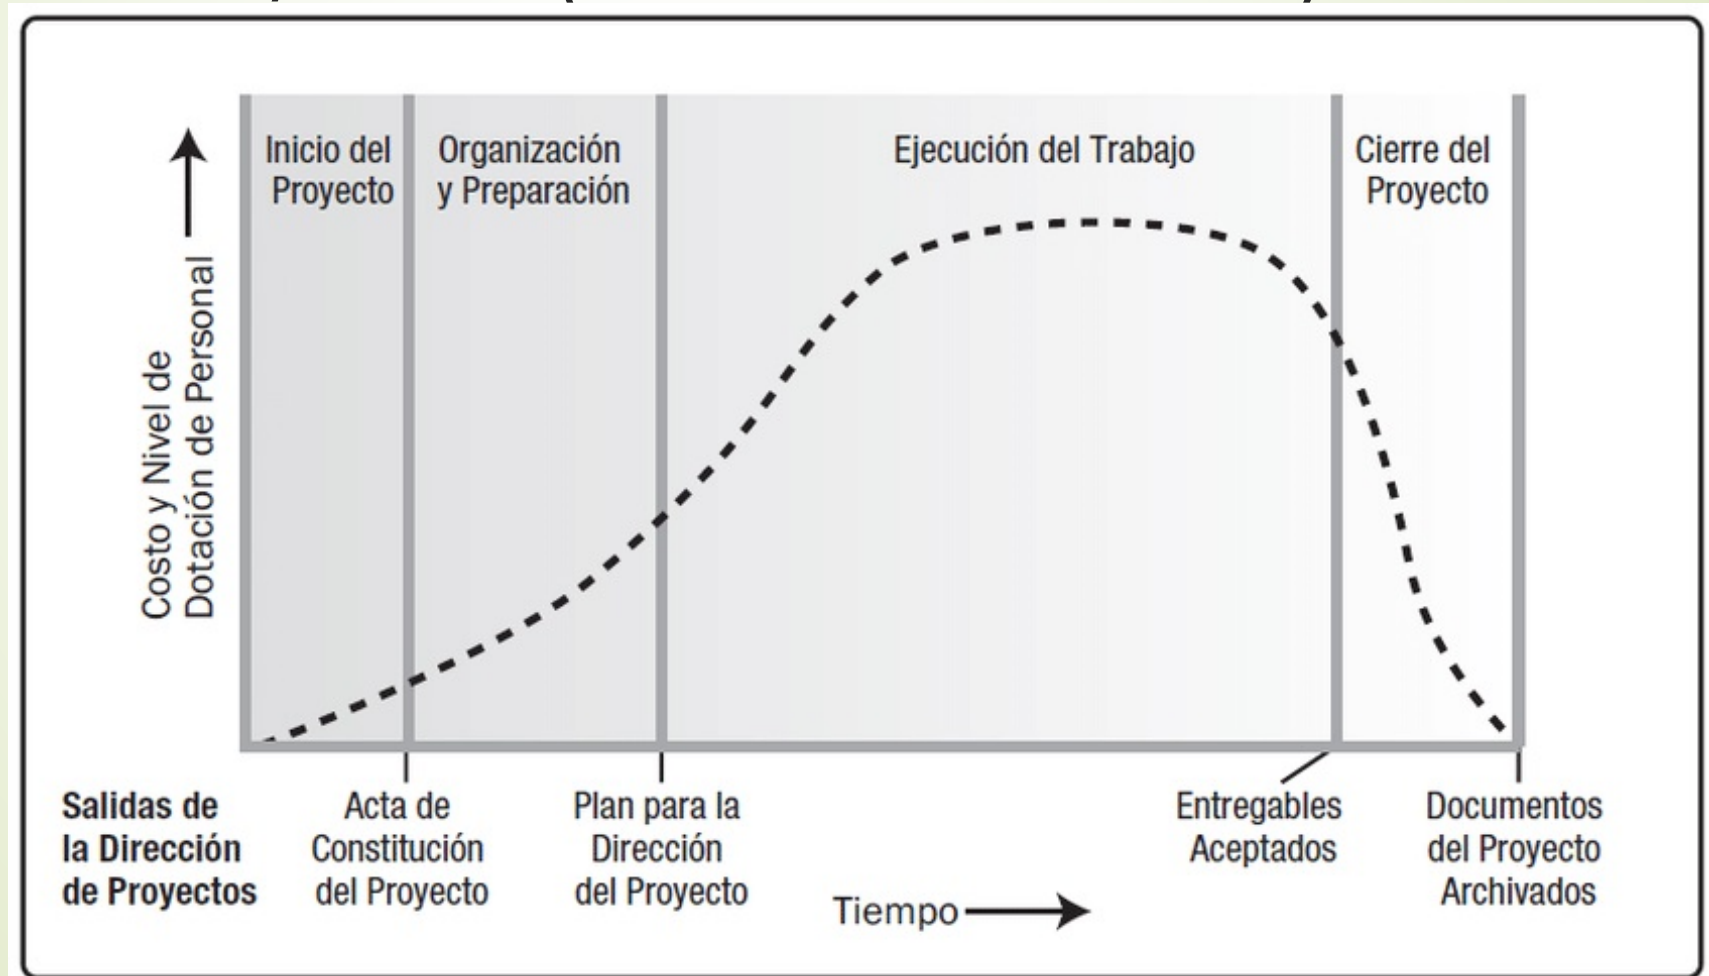 Inicio del
Proyecto
Organización
y Preparación
Ejecución del Trabajo
Cierre del
Proyecto
Costo y Nivel de
Dotación de Personal
Salidas de
la Dirección
de Proyectos
Acta de
Constitución
del Proyecto
Plan para la
Dirección
del Proyecto
Entregables
Aceptados
Documentos
del Proyecto
Archivados
Tiempo